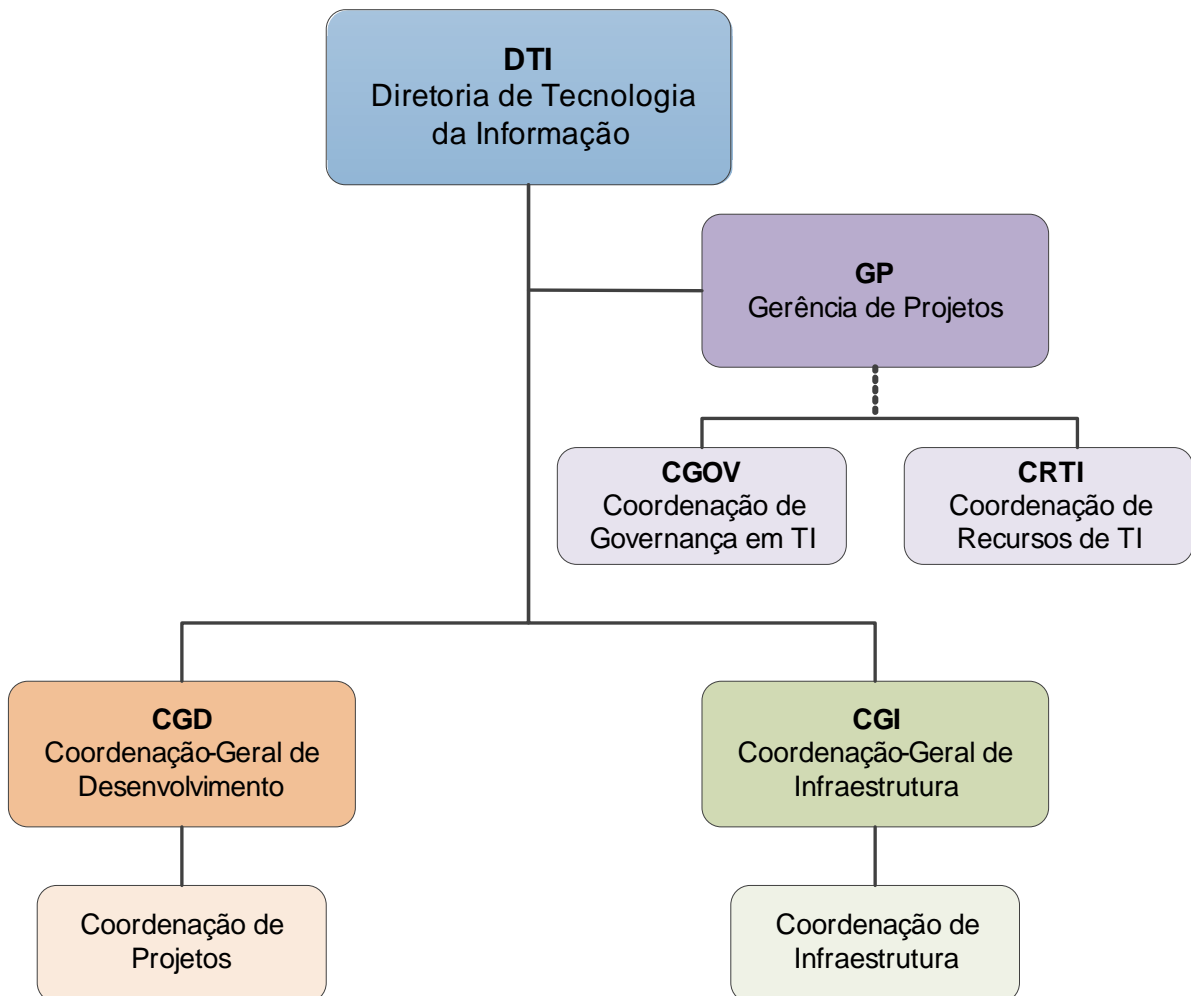 DTI
Diretoria de Tecnologia
da Informação
GP
Gerência de Projetos
CGOV
Coordenação de
Governança em TI
CRTI
Coordenação de
Recursos de TI
CGD
Coordenação-Geral de
Desenvolvimento
CGI
Coordenação-Geral de
Infraestrutura
Coordenação de
Projetos
Coordenação de
Infraestrutura